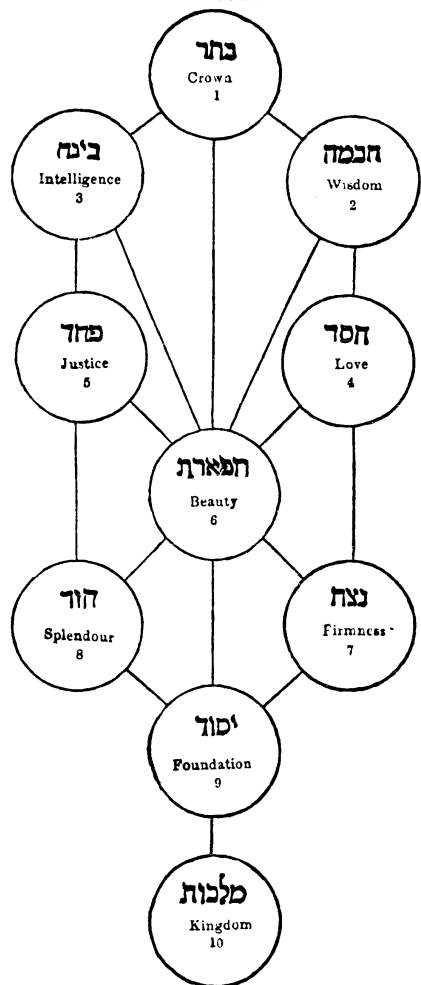 כתר
Crown
1
בינה
Intelligence
3
חכמה
Wisdom
2
פחד
Justice
5
חסד
Love
4
תפארת
Beauty
6
הוד
Splendour
8
נצח
Firmness
7
יסוד
Foundation
9
מלכות
Kingdom
10